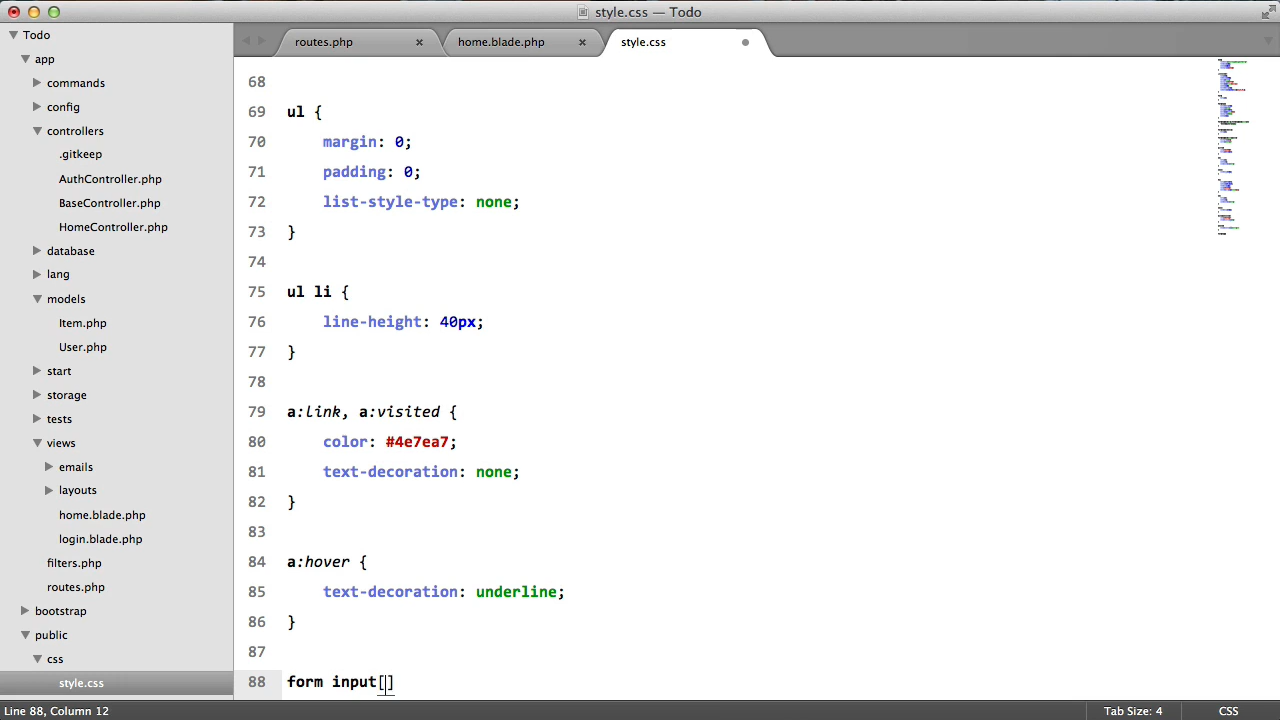 style.css — Todo
Todo
app
commands
config
controllers
.gitkeep
AuthController.php
BaseController.php
HomeController.php
database
lang
models
Item.php
User.php
start
storage
tests
views
emails
layouts
home.blade.php
login.blade.php
filters.php
routes.php
bootstrap
public
css
style.css
routes.php × home.blade.php × style.css
68
69 ul {
70 margin: 0;
71 padding: 0;
72 list-style-type: none;
73 }
74
75 ul li {
76 line-height: 40px;
77 }
78
79 a:link, a:visited {
80 color: #4e7ea7;
81 text-decoration: none;
82 }
83
84 a:hover {
85 text-decoration: underline;
86 }
87
88 form input[]
Line 88, Column 12 Tab Size: 4 CSS